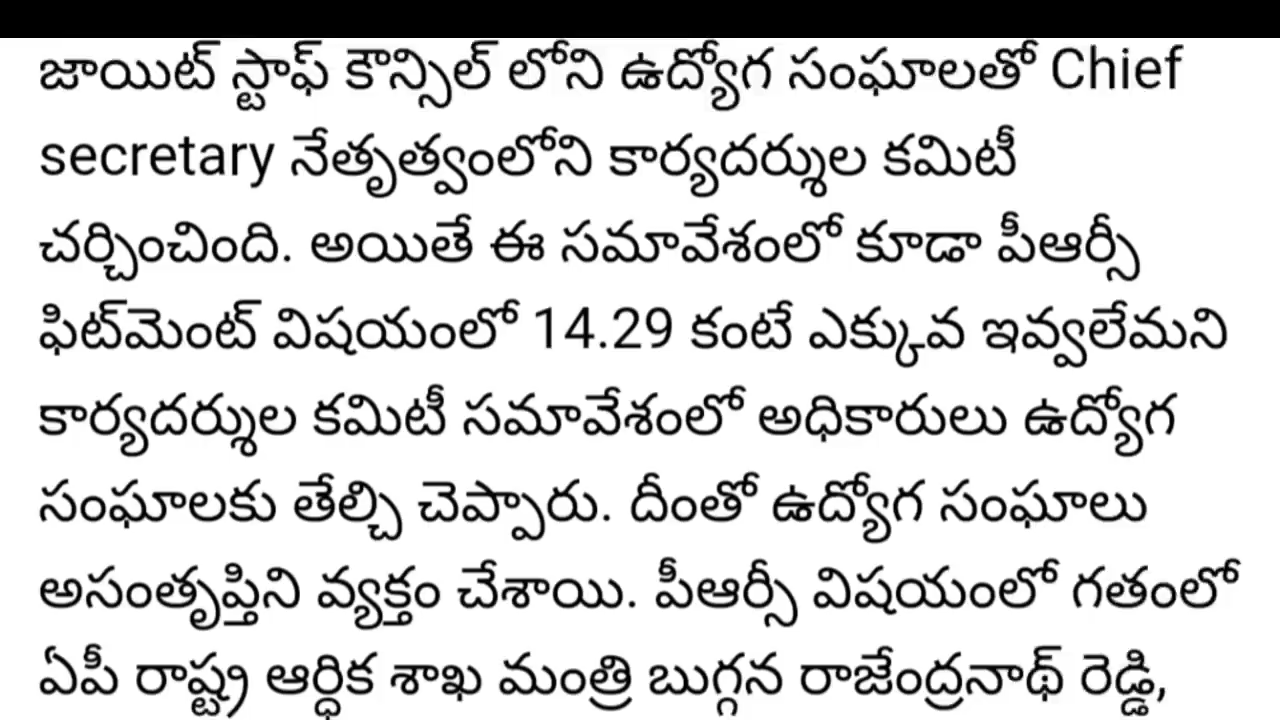 జాయిట్ స్టాఫ్ కౌన్సిల్ లోని ఉద్యోగ సంఘాలతో Chief
secretary నేతృత్వంలోని కార్యదర్శుల కమిటీ
చర్చించింది. అయితే ఈ సమావేశంలో కూడా పీఆర్సీ
ఫిట్‌మెంట్ విషయంలో 14.29 కంటే ఎక్కువ ఇవ్వలేమని
కార్యదర్శుల కమిటీ సమావేశంలో అధికారులు ఉద్యోగ
సంఘాలకు తేల్చి చెప్పారు. దీంతో ఉద్యోగ సంఘాలు
అసంతృప్తిని వ్యక్తం చేశాయి. పీఆర్సీ విషయంలో గతంలో
ఏపీ రాష్ట్ర ఆర్ధిక శాఖ మంత్రి బుగ్గన రాజేంద్రనాథ్ రెడ్డి,